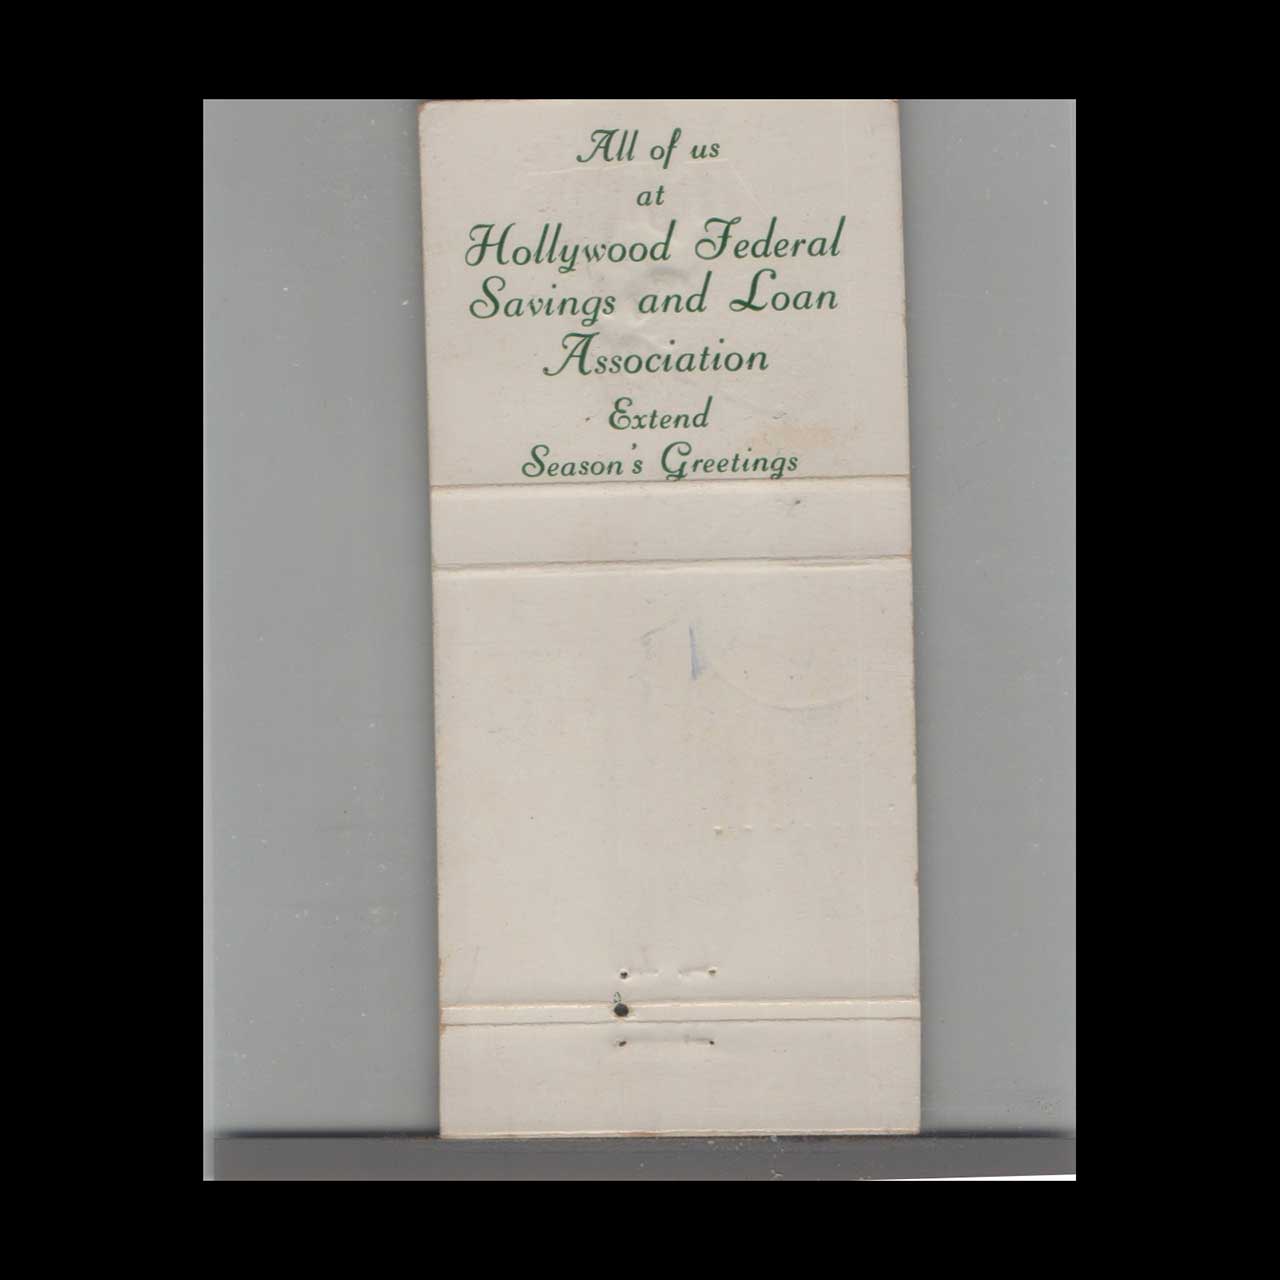 All of us
at
Hollywood Federal
Savings and Loan
Association
Extend
Season's Greetings